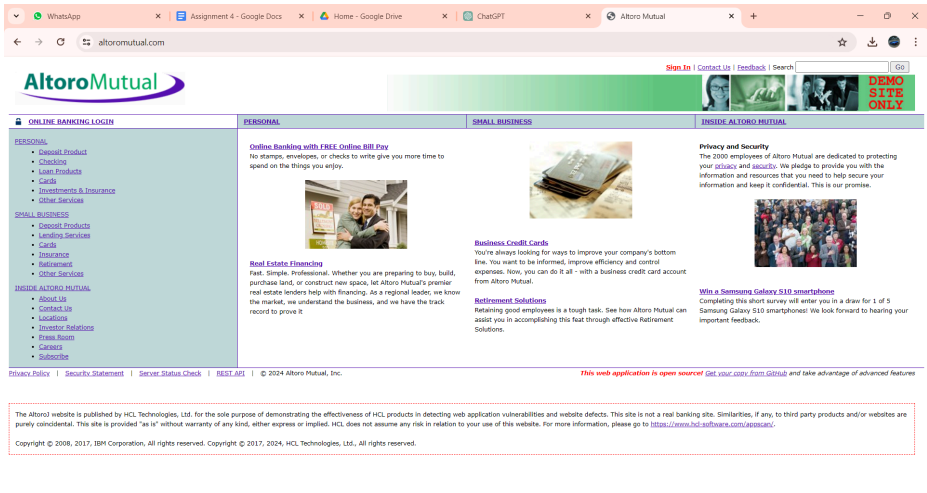 WhatsApp
Assignment 4 - Google Docs
Home - Google Drive
ChatGPT
Altoro Mutual
altoromutual.com
Sign In | Contact Us | Feedback | Search
Go
AltoroMutual
DEMO
SITE
ONLY
ONLINE BANKING LOGIN
PERSONAL
SMALL BUSINESS
INSIDE ALTORO MUTUAL
PERSONAL
Deposit Product
Checking
Loan Products
Cards
Investments & Insurance
Other Services
SMALL BUSINESS
Deposit Products
Lending Services
Cards
Insurance
Retirement
Other Services
INSIDE ALTORO MUTUAL
About Us
Contact Us
Locations
Investor Relations
Press Room
Careers
Subscribe
Online Banking with FREE Online Bill Pay
No stamps, envelopes, or checks to write give you more time to
spend on the things you enjoy.
SOLD
Real Estate Financing
Fast. Simple. Professional. Whether you are preparing to buy, build,
purchase land, or construct new space, let Altoro Mutual's premier
real estate lenders help with financing. As a regional leader, we know
the market, we understand the business, and we have the track
record to prove it
Business Credit Cards
You're always looking for ways to improve your company's bottom
line. You want to be informed, improve efficiency and control
expenses. Now, you can do it all - with a business credit card account
from Altoro Mutual.
Retirement Solutions
Retaining good employees is a tough task. See how Altoro Mutual can
assist you in accomplishing this feat through effective Retirement
Solutions.
Privacy and Security
The 2000 employees of Altoro Mutual are dedicated to protecting
your privacy and security. We pledge to provide you with the
information and resources that you need to help secure your
information and keep it confidential. This is our promise.
Win a Samsung Galaxy S10 smartphone
Completing this short survey will enter you in a draw for 1 of 5
Samsung Galaxy S10 smartphones! We look forward to hearing your
important feedback.
Privacy Policy | Security Statement | Server Status Check | REST API | © 2024 Altoro Mutual, Inc.
This web application is open source! Get your copy from GitHub and take advantage of advanced features
The AltoroJ website is published by HCL Technologies, Ltd. for the sole purpose of demonstrating the effectiveness of HCL products in detecting web application vulnerabilities and website defects. This site is not a real banking site. Similarities, if any, to third party products and/or websites are
purely coincidental. This site is provided "as is" without warranty of any kind, either express or implied. HCL does not assume any risk in relation to your use of this website. For more information, please go to https://www.hcl-software.com/appscan/.
Copyright © 2008, 2017, IBM Corporation, All rights reserved. Copyright © 2017, 2024, HCL Technologies, Ltd., All rights reserved.